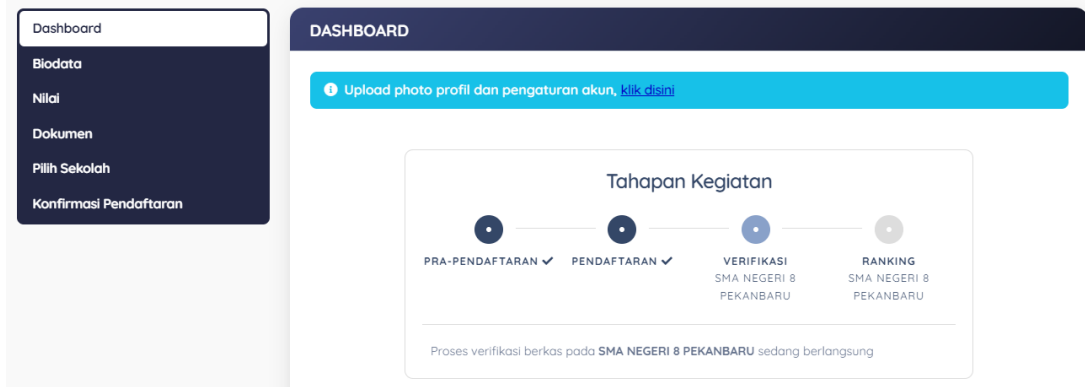 Dashboard
Biodata
Nilai
Dokumen
Pilih Sekolah
Konfirmasi Pendaftaran
DASHBOARD
Upload photo profil dan pengaturan akun, klik disini
Tahapan Kegiatan
PRA-PENDAFTARAN
PENDAFTARAN
VERIFIKASI
SMA NEGERI 8
PEKANBARU
RANKING
SMA NEGERI 8
PEKANBARU
Proses verifikasi berkas pada SMA NEGERI 8 PEKANBARU sedang berlangsung